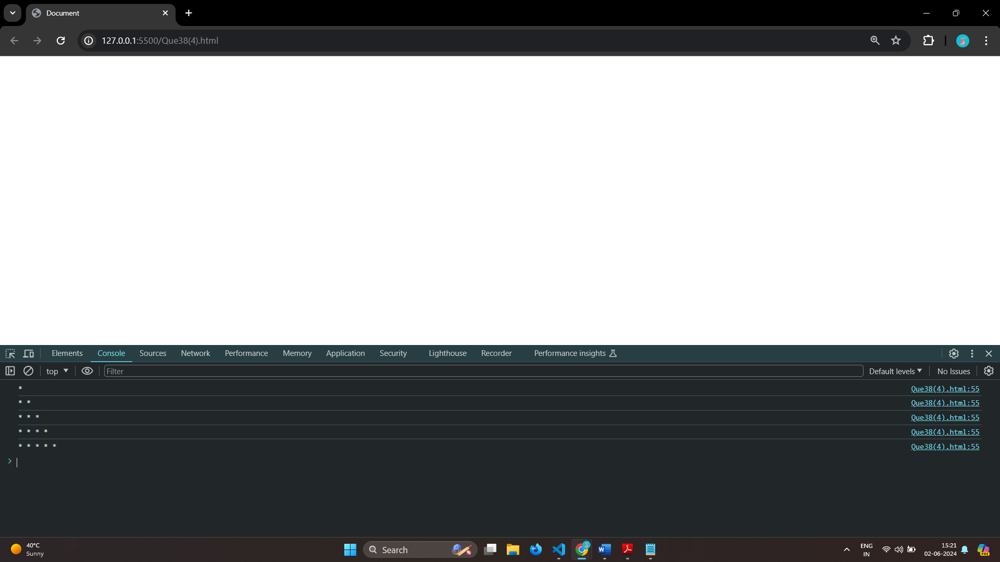 Document
127.0.0.1:5500/Que38(4).html
Elements Console Sources Network Performance Memory Application Security Lighthouse Recorder Performance insights
top Filter Default levels No Issues
* Que38(4).html:55
* * Que38(4).html:55
* * * Que38(4).html:55
* * * * Que38(4).html:55
* * * * * Que38(4).html:55
>
40°C
Sunny
Search
ENG
IN
15:21
02-06-2024
PRE